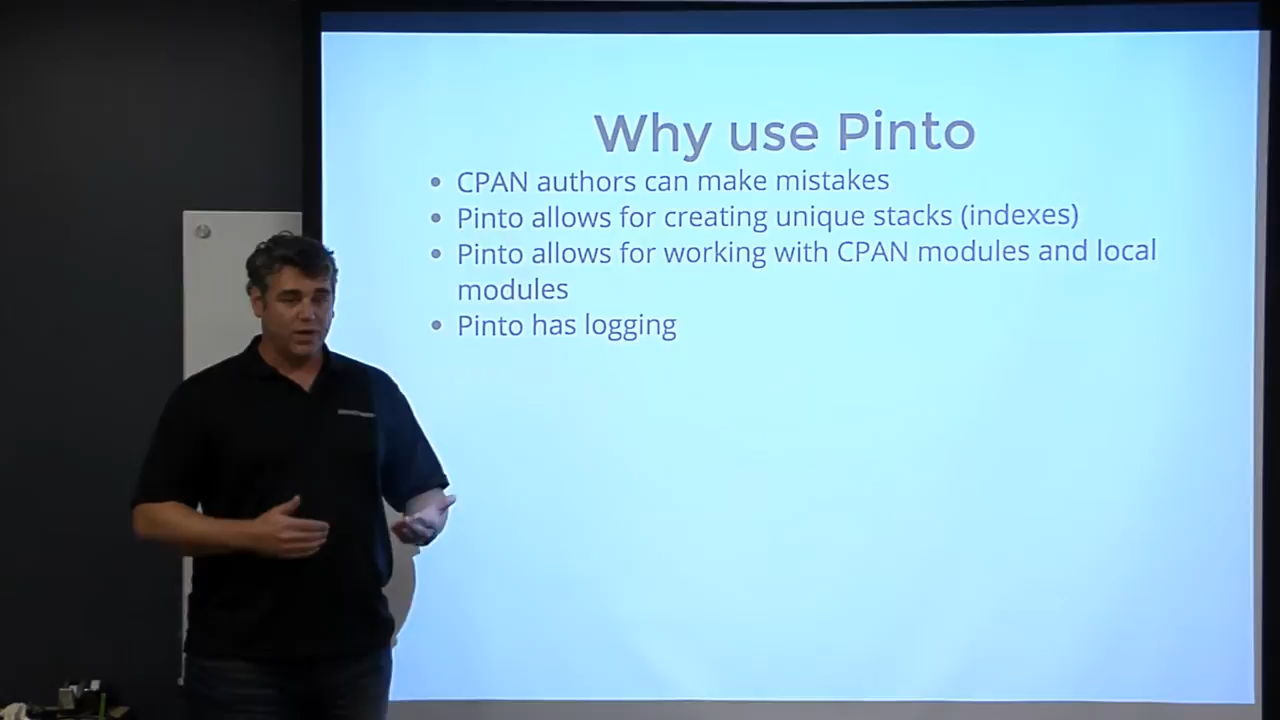 Why use Pinto
• CPAN authors can make mistakes
• Pinto allows for creating unique stacks (indexes)
• Pinto allows for working with CPAN modules and local
modules
• Pinto has logging